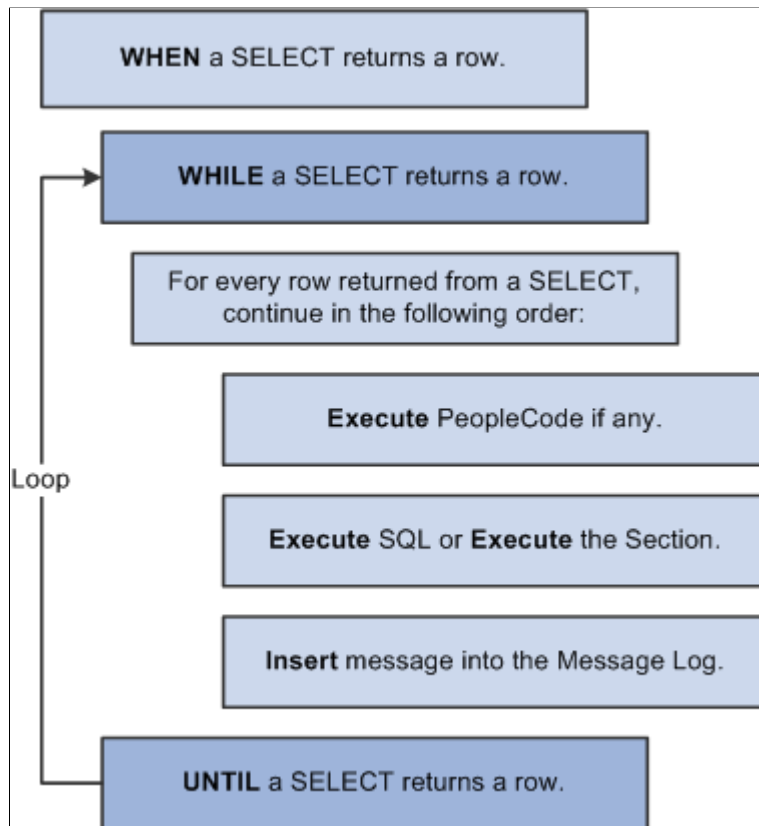 WHEN a SELECT returns a row.
WHILE a SELECT returns a row.
For every row returned from a SELECT,
continue in the following order:
Execute PeopleCode if any.
Loop
Execute SQL or Execute the Section.
Insert message into the Message Log.
UNTIL a SELECT returns a row.